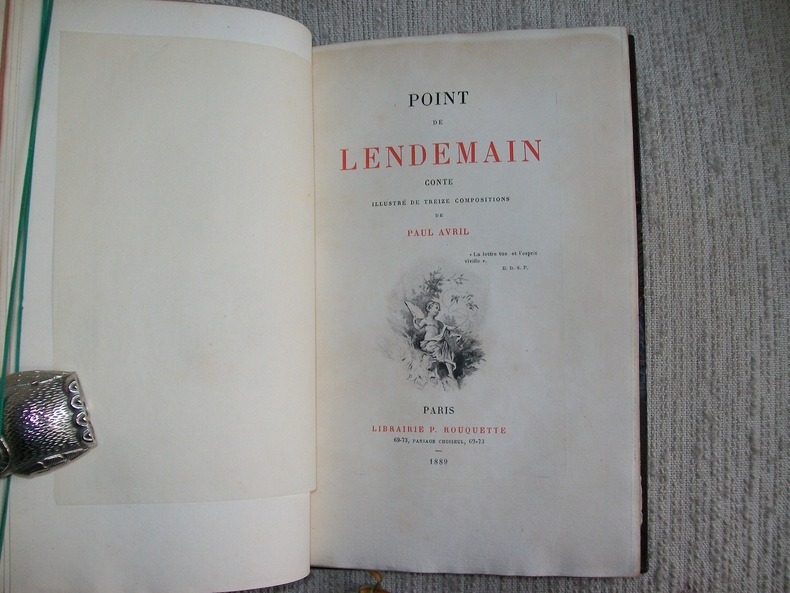 POINT
DE
LENDEMAIN
CONTE
ILLUSTRÉ DE TREIZE COMPOSITIONS
DE
PAUL AVRIL
« La lettre tue et l'esprit
vivifie ».
E. D. S. P.
PARIS
LIBRAIRIE P. ROUQUETTE
69-73, PASSAGE CHOISEUL, 69-73
1889